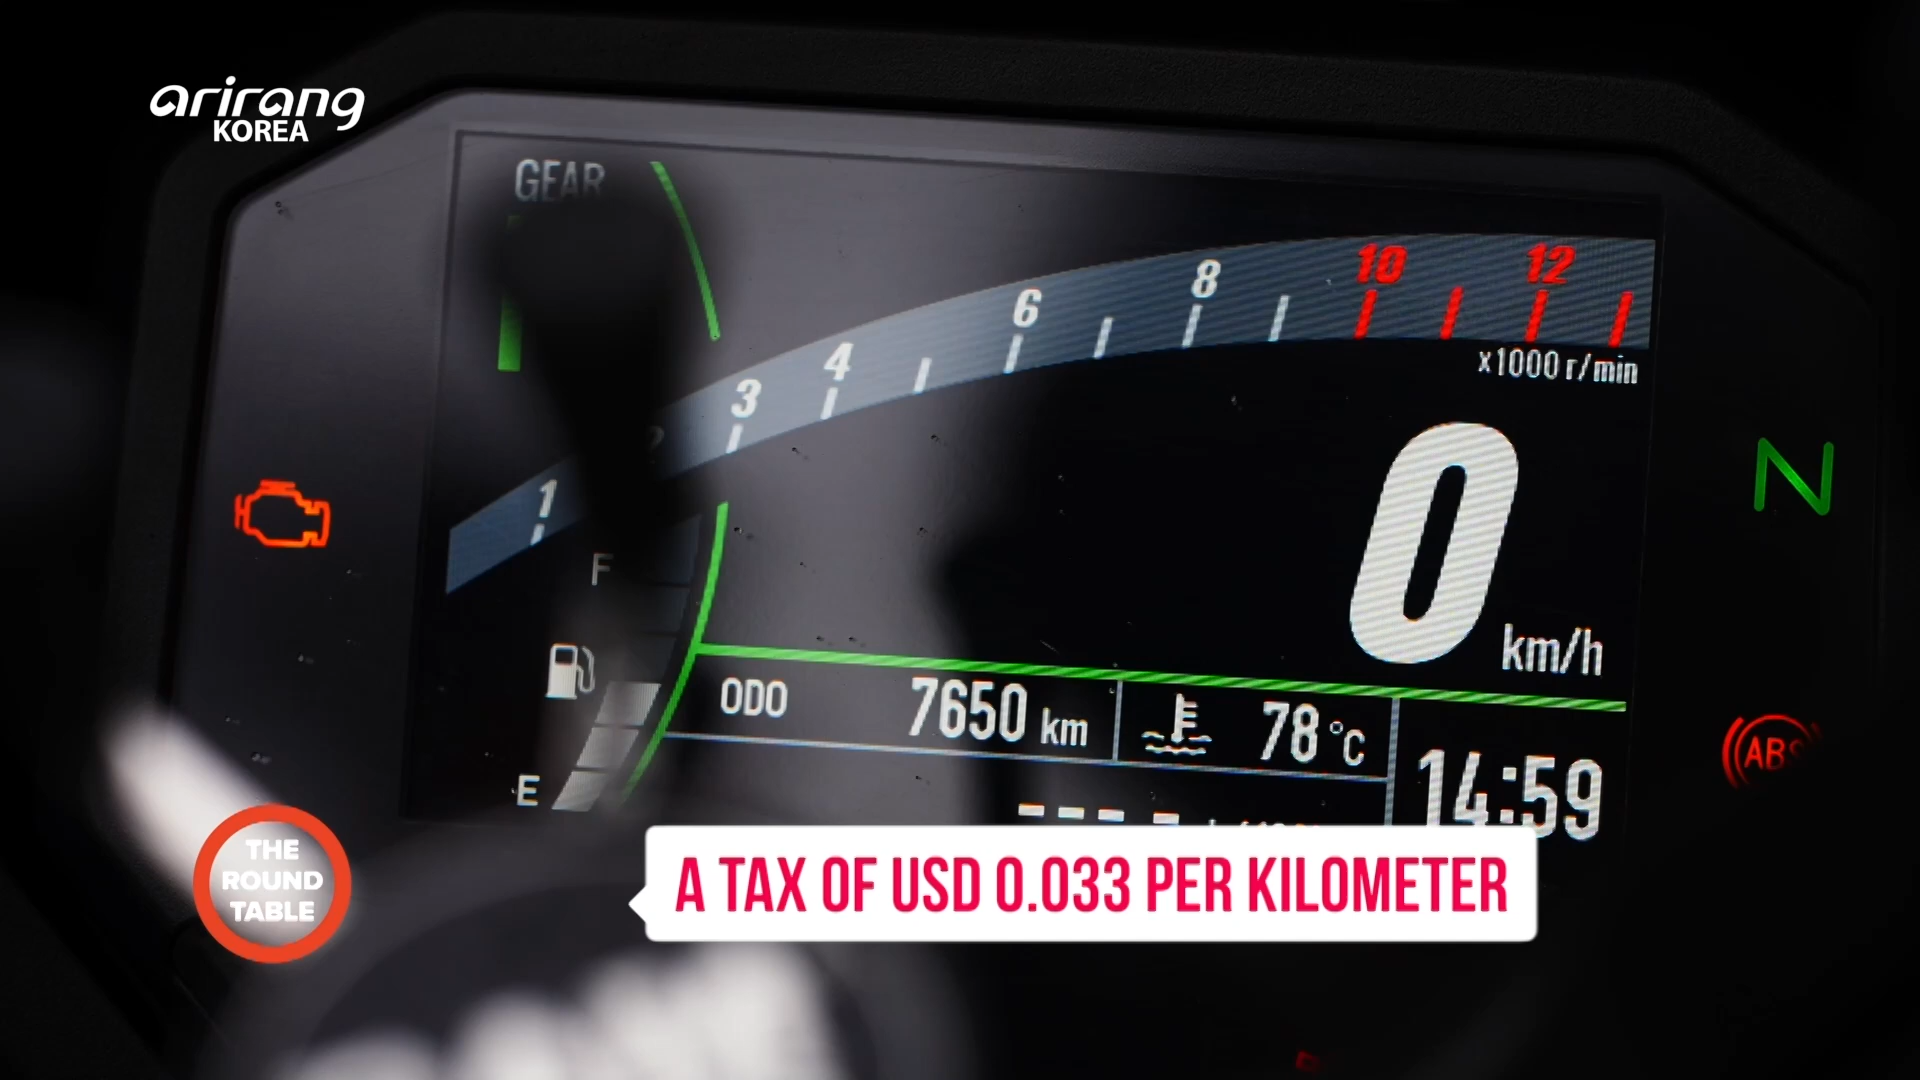 arirang
KOREA
GEAR
1
3
4
6
8
10
12
x1000 r/min
0
km/h
N
F
E
ODO
7650 km
78 °C
14:59
ABS
THE
ROUND
TABLE
A TAX OF USD 0.033 PER KILOMETER